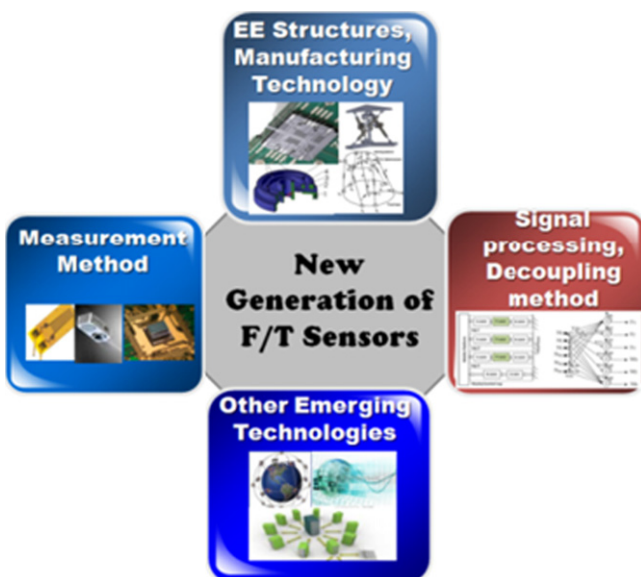 EE Structures,
Manufacturing
Technology
Measurement
Method
New
Generation of
F/T Sensors
Signal
processing,
Decoupling
method
Other Emerging
Technologies